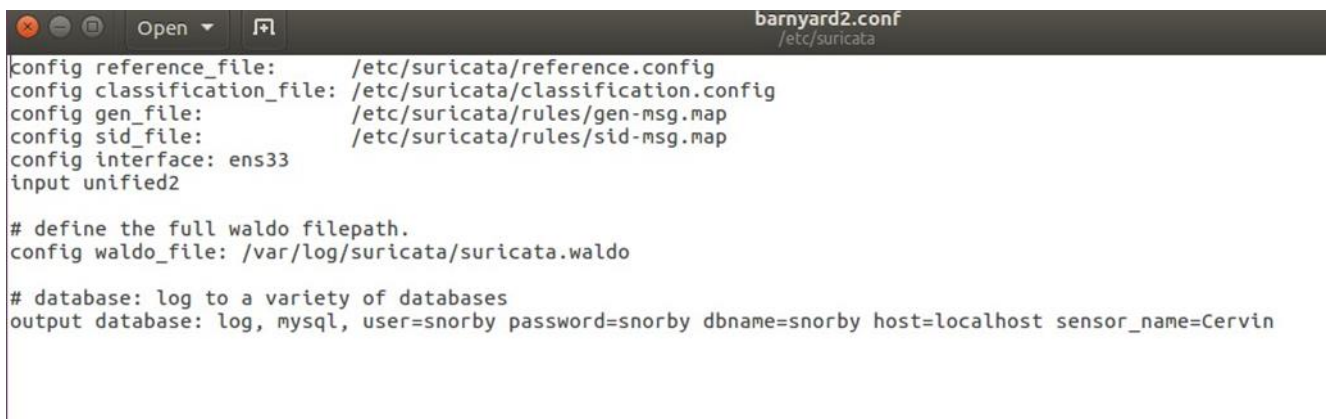 Open
barnyard2.conf
/etc/suricata
config reference_file:       /etc/suricata/reference.config
config classification_file: /etc/suricata/classification.config
config gen_file:             /etc/suricata/rules/gen-msg.map
config sid_file:             /etc/suricata/rules/sid-msg.map
config interface: ens33
input unified2
# define the full waldo filepath.
config waldo_file: /var/log/suricata/suricata.waldo
# database: log to a variety of databases
output database: log, mysql, user=snorby password=snorby dbname=snorby host=localhost sensor_name=Cervin